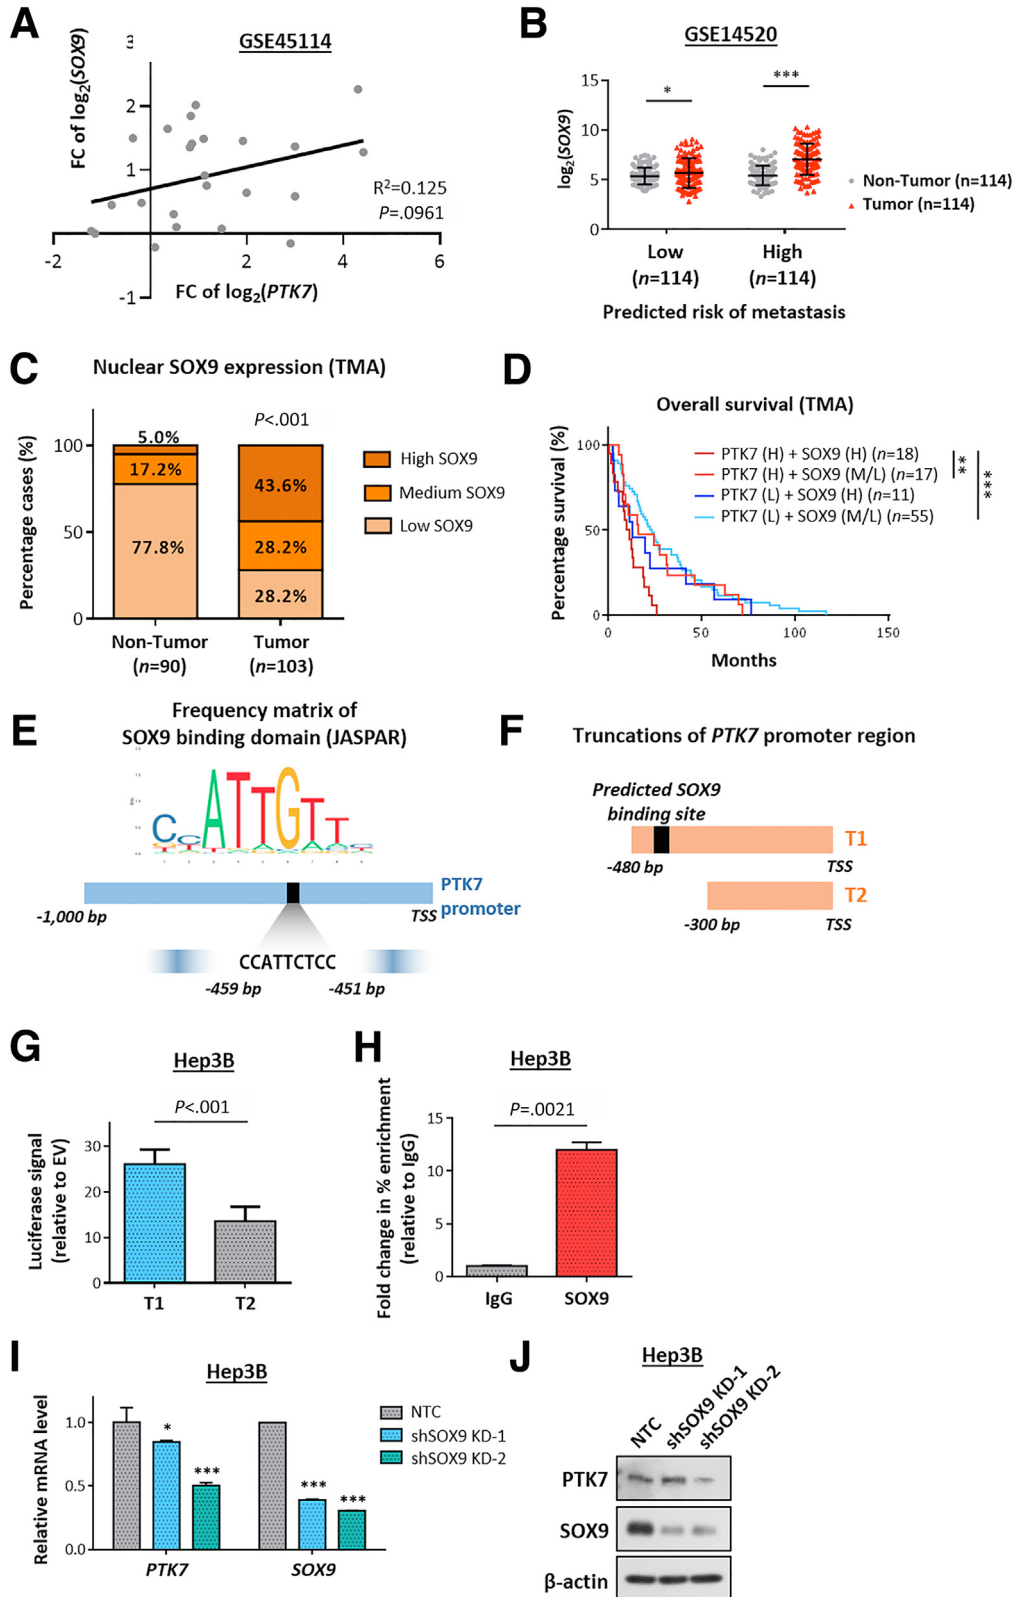 A
GSE45114
FC of log2(SOX9)
3
2
1
-1
-2
0
2
4
6
R2=0.125
P=.0961
FC of log2(PTK7)
B
GSE14520
log2(SOX9)
15
10
5
0
*
***
Non-Tumor (n=114)
Tumor (n=114)
Low
(n=114)
High
(n=114)
Predicted risk of metastasis
C
Nuclear SOX9 expression (TMA)
Percentage cases (%)
100
50
0
P<.001
5.0%
17.2%
77.8%
43.6%
28.2%
28.2%
High SOX9
Medium SOX9
Low SOX9
Non-Tumor
(n=90)
Tumor
(n=103)
D
Overall survival (TMA)
Percentage survival (%)
100
50
0
PTK7 (H) + SOX9 (H) (n=18)
PTK7 (H) + SOX9 (M/L) (n=17)
PTK7 (L) + SOX9 (H) (n=11)
PTK7 (L) + SOX9 (M/L) (n=55)
**
***
0
50
100
150
Months
E
Frequency matrix of
SOX9 binding domain (JASPAR)
CCATTGTTC
PTK7
promoter
-1,000 bp
TSS
CCATTCTCC
-459 bp
-451 bp
F
Truncations of PTK7 promoter region
Predicted SOX9
binding site
T1
-480 bp
TSS
T2
-300 bp
TSS
G
Hep3B
P<.001
Luciferase signal
(relative to EV)
30
20
10
0
T1
T2
H
Hep3B
P=.0021
Fold change in % enrichment
(relative to IgG)
15
10
5
0
IgG
SOX9
I
Hep3B
Relative mRNA level
1.0
0.5
0.0
*
***
***
***
NTC
shSOX9 KD-1
shSOX9 KD-2
PTK7
SOX9
J
Hep3B
NTC
shSOX9 KD-1
shSOX9 KD-2
PTK7
SOX9
β-actin